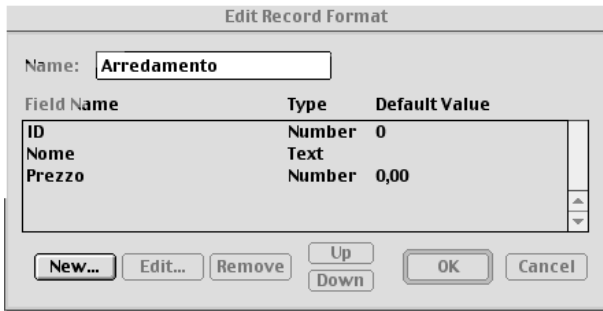 Edit Record Format
Name: Arredamento
Field Name Type Default Value
ID Number 0
Nome Text
Prezzo Number 0,00
New... Edit... Remove Up Down OK Cancel